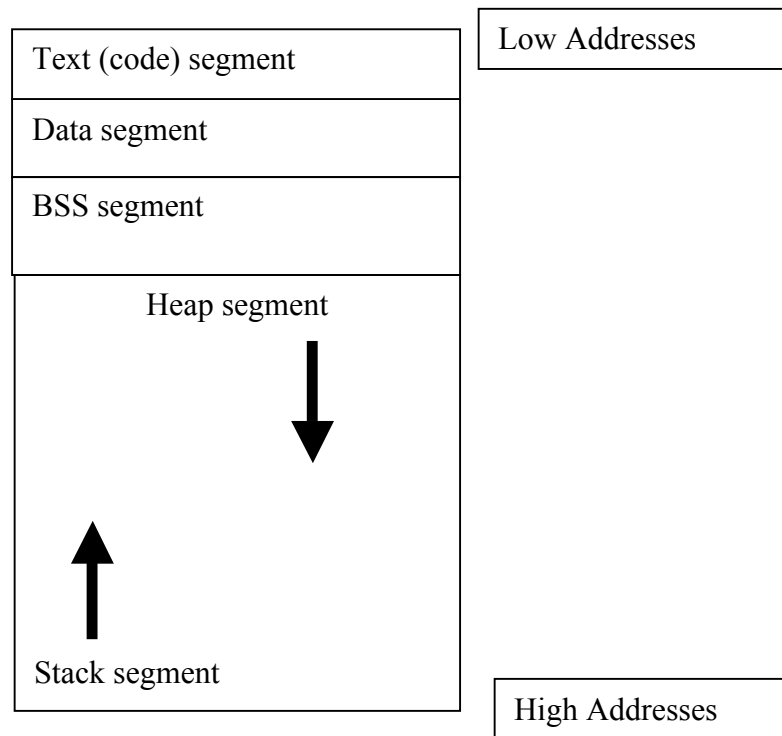 Low Addresses
Text (code) segment
Data segment
BSS segment
Heap segment
Stack segment
High Addresses